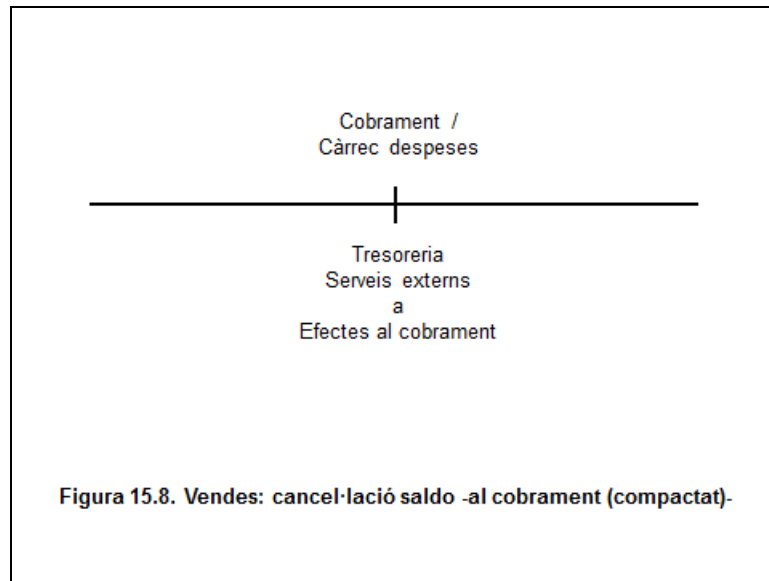 Cobrament /
Càrrec despeses
Tresoreria
Serveis externs
a
Efectes al cobrament
Figura 15.8. Vendes: cancel·lació saldo -al cobrament (compactat)-